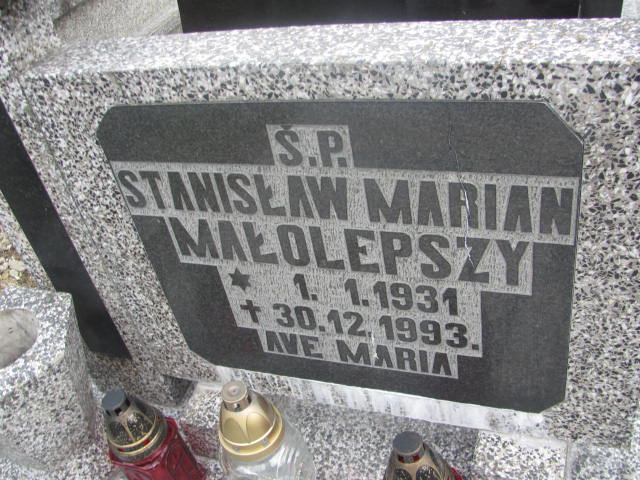 Ś.P.
STANISŁAW MARIAN
MAŁOLEPSZY
* 1. 1.1931
✝ 30.12.1993.
AVE MARIA